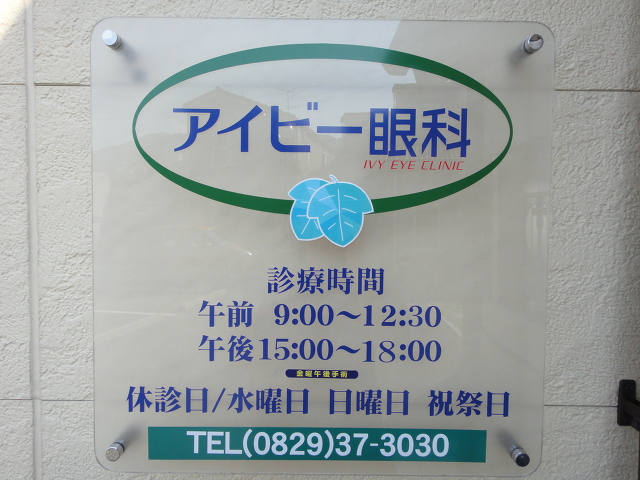 アイビー眼科
IVY EYE CLINIC
診療時間
午前 9:00〜12:30
午後 15:00〜18:00
金曜午後手術
休診日/水曜日 日曜日 祝祭日
TEL(0829)37-3030